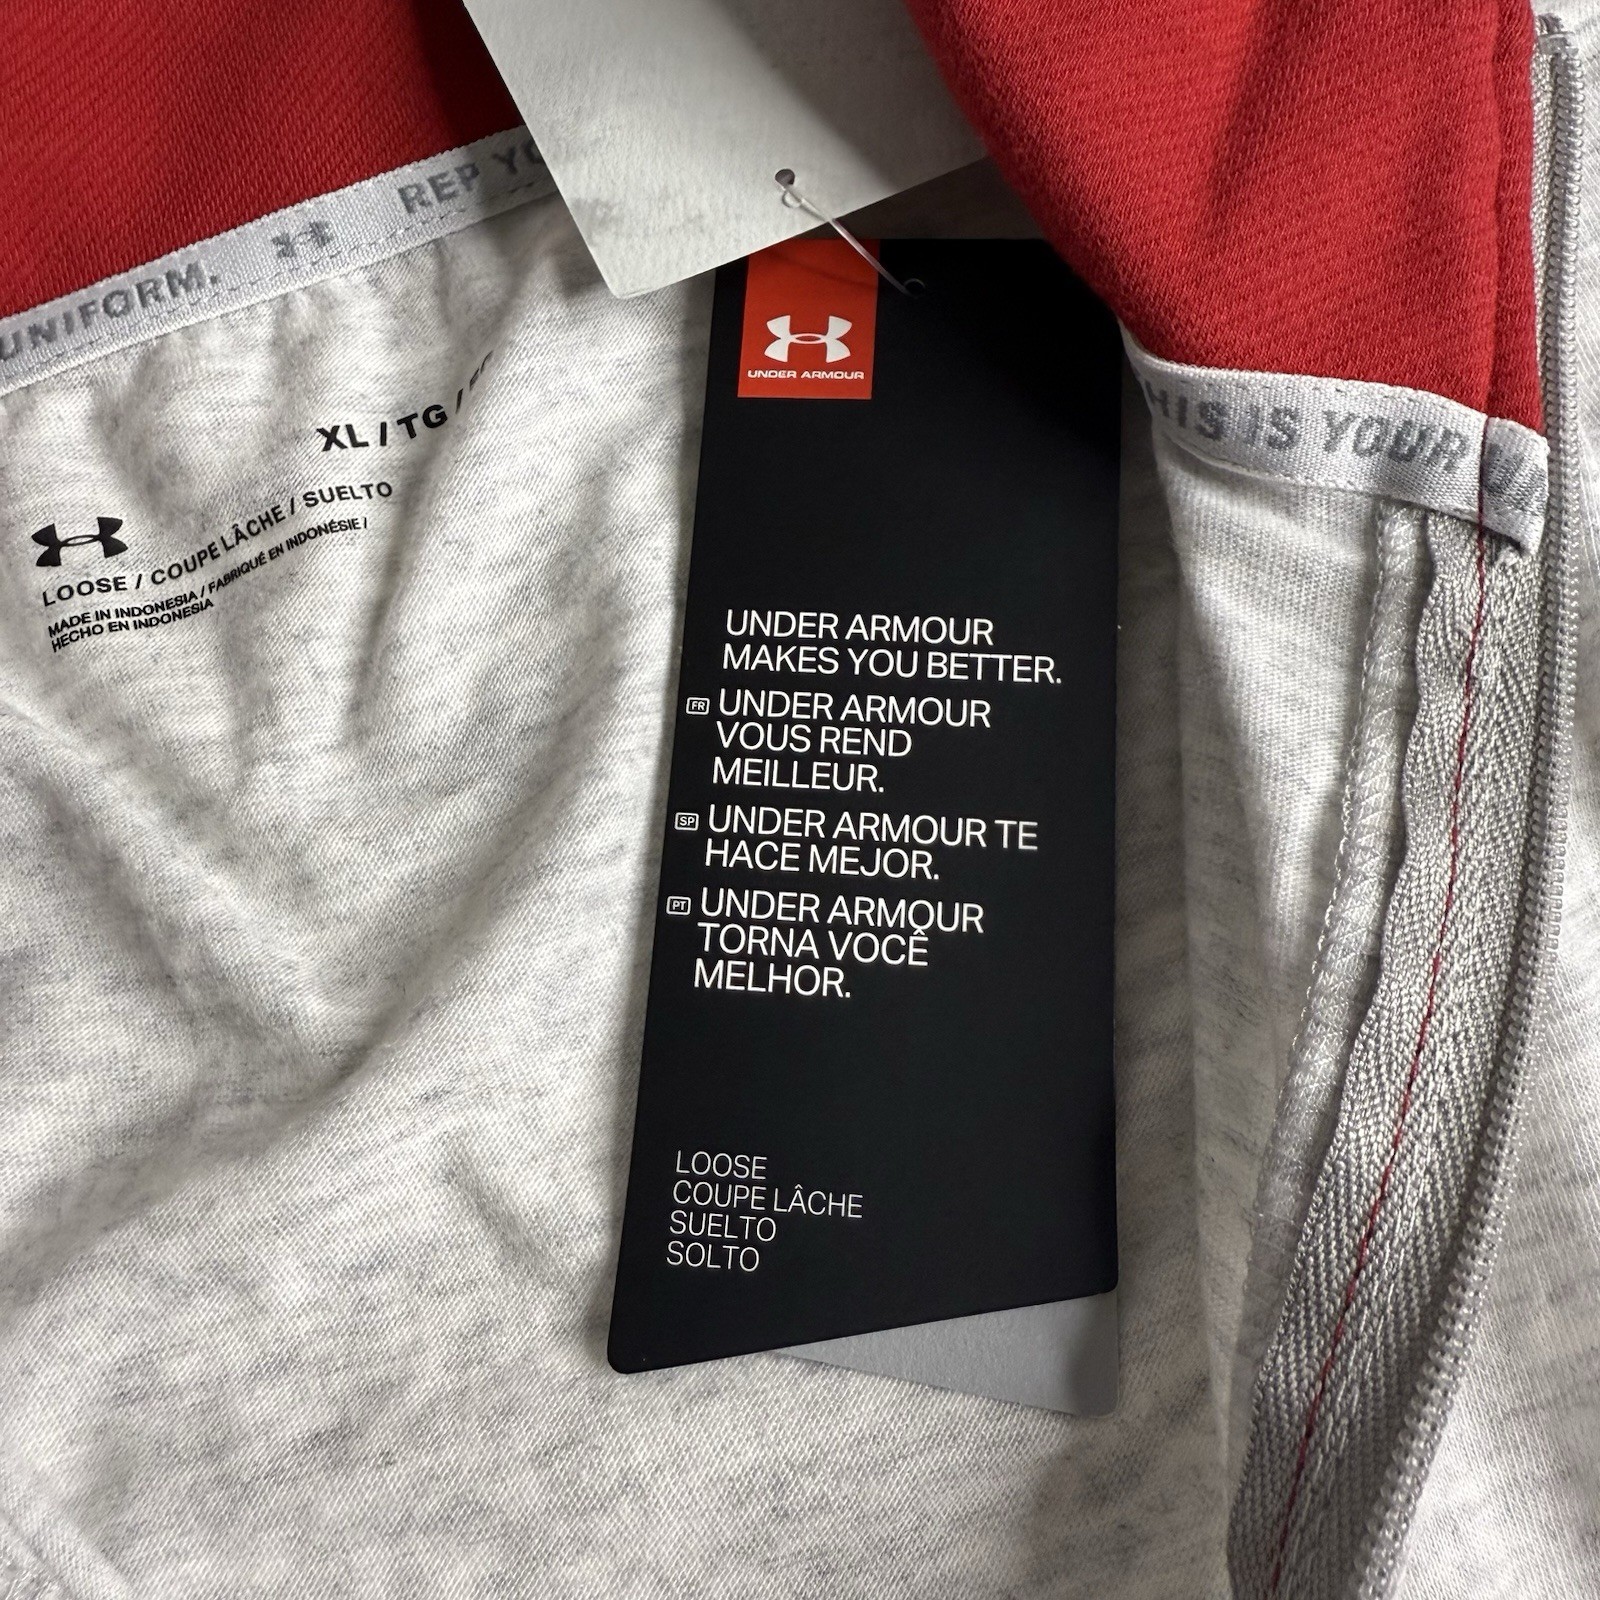 REP
UNIFORM.
XL / TG /
LOOSE / COUPE LÂCHE / SUELTO
MADE IN INDONESIA / FABRIQUÉ EN INDONÉSIE /
HECHO EN INDONESIA
UNDER ARMOUR
THIS IS YOUR
UNDER ARMOUR
MAKES YOU BETTER.
FR UNDER ARMOUR
VOUS REND
MEILLEUR.
SP UNDER ARMOUR TE
HACE MEJOR.
PT UNDER ARMOUR
TORNA VOCÊ
MELHOR.
LOOSE
COUPE LÂCHE
SUELTO
SOLTO